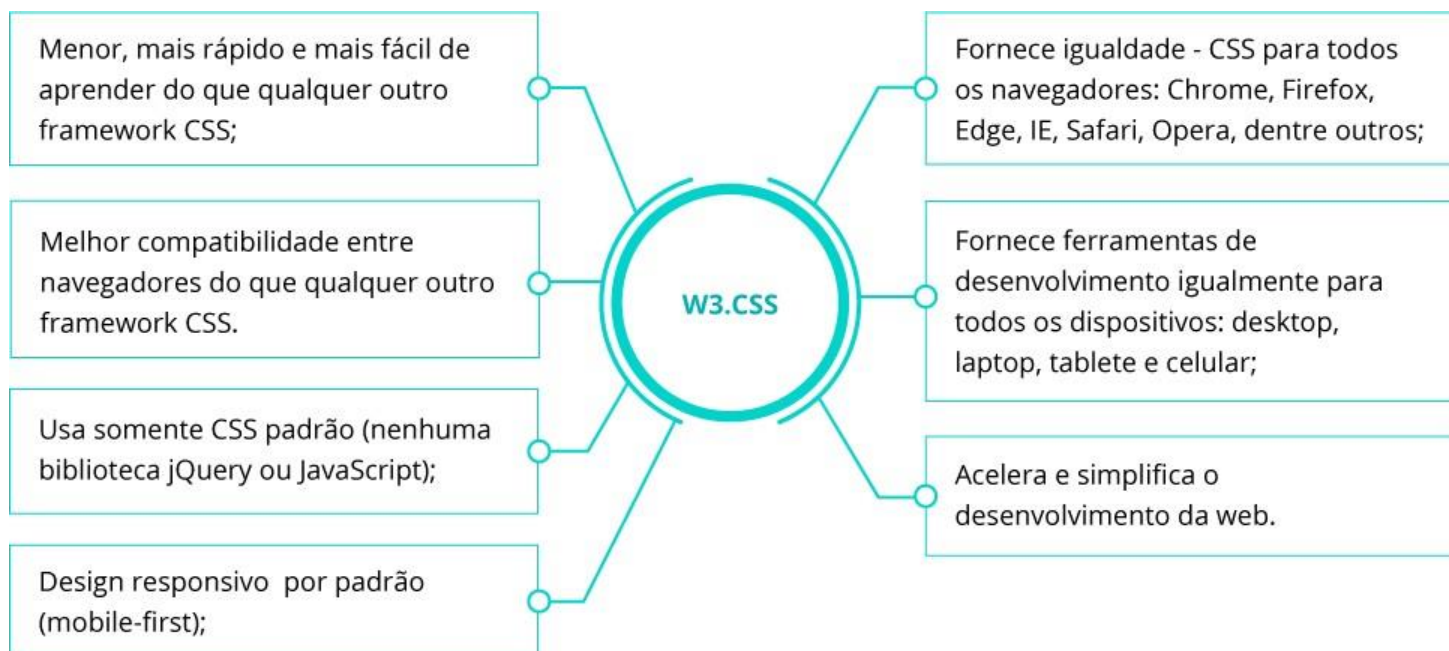 Menor, mais rápido e mais fácil de
aprender do que qualquer outro
framework CSS;
Melhor compatibilidade entre
navegadores do que qualquer outro
framework CSS.
Usa somente CSS padrão (nenhuma
biblioteca jQuery ou JavaScript);
Design responsivo  por padrão
(mobile-first);
W3.CSS
Fornece igualdade - CSS para todos
os navegadores: Chrome, Firefox,
Edge, IE, Safari, Opera, dentre outros;
Fornece ferramentas de
desenvolvimento igualmente para
todos os dispositivos: desktop,
laptop, tablete e celular;
Acelera e simplifica o
desenvolvimento da web.